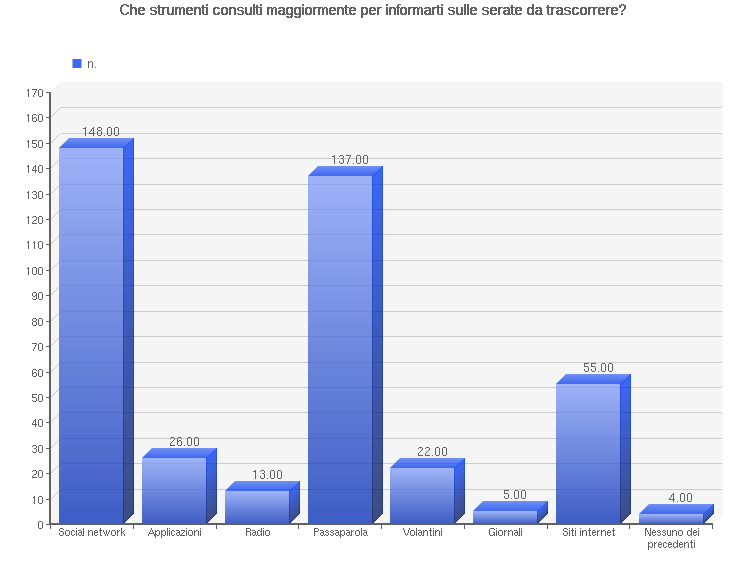 Che strumenti consulti maggiormente per informarti sulle serate da trascorrere?
n.
170
160
150
140
130
120
110
100
90
80
70
60
50
40
30
20
10
0
148.00
26.00
13.00
137.00
22.00
5.00
55.00
4.00
Social network
Applicazioni
Radio
Passaparola
Volantini
Giornali
Siti internet
Nessuno dei
precedenti